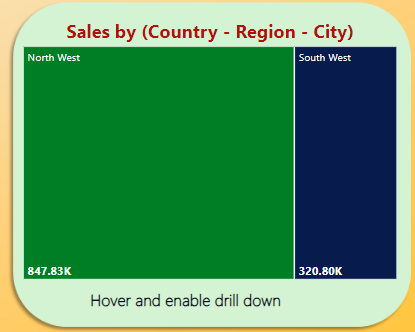 Sales by (Country - Region - City)
North West
South West
847.83K
320.80K
Hover and enable drill down